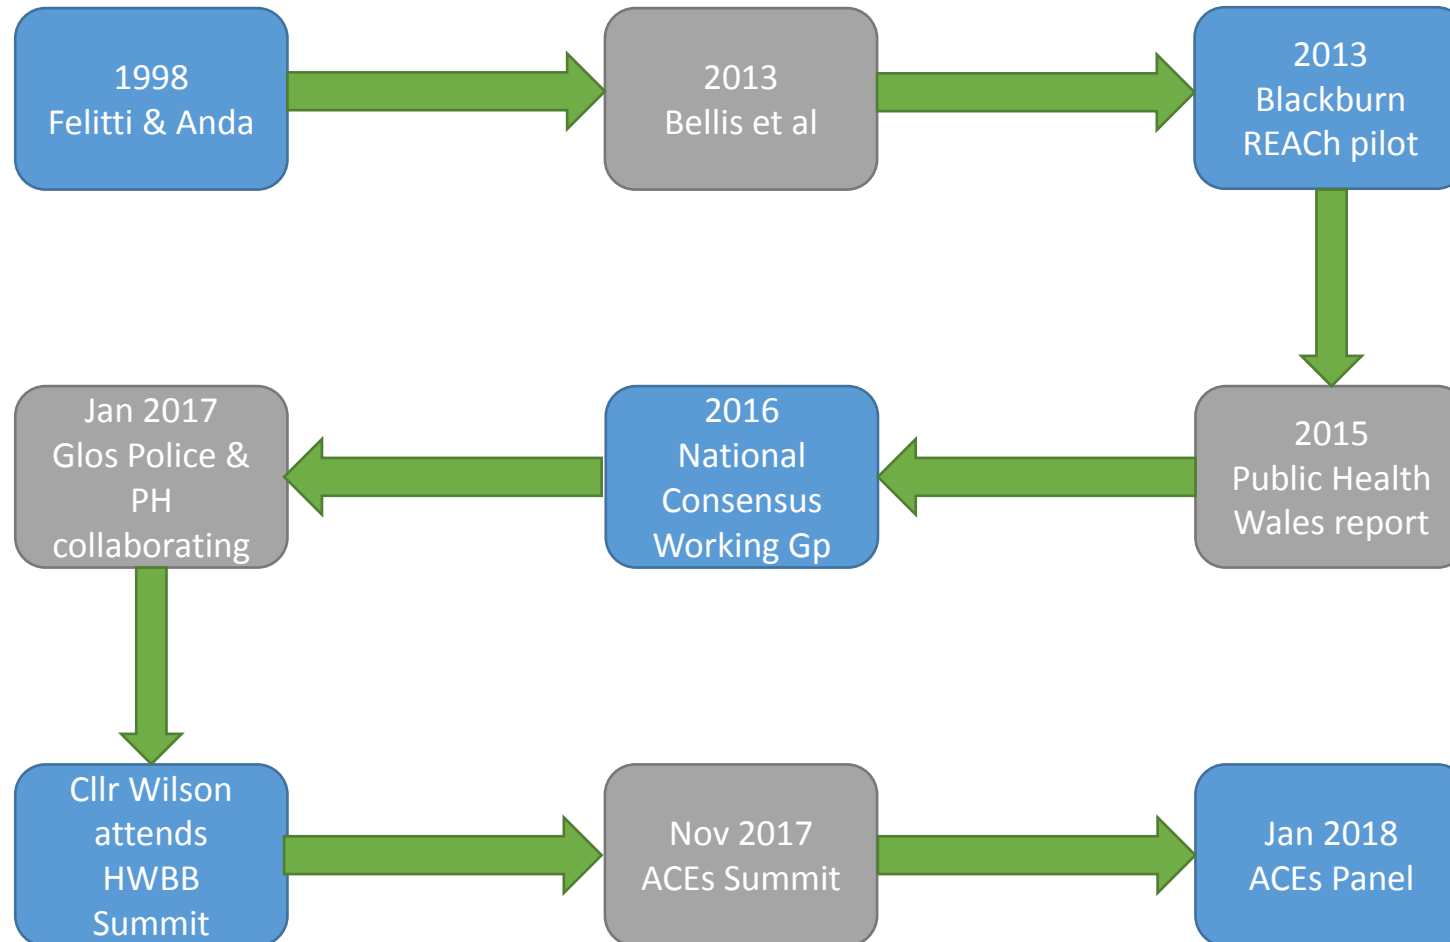 1998
Felitti & Anda
2013
Bellis et al
2013
Blackburn
REACh pilot
2015
Public Health
Wales report
2016
National
Consensus
Working Gp
Jan 2017
Glos Police &
PH
collaborating
Cllr Wilson
attends
HWBB
Summit
Nov 2017
ACEs Summit
Jan 2018
ACEs Panel